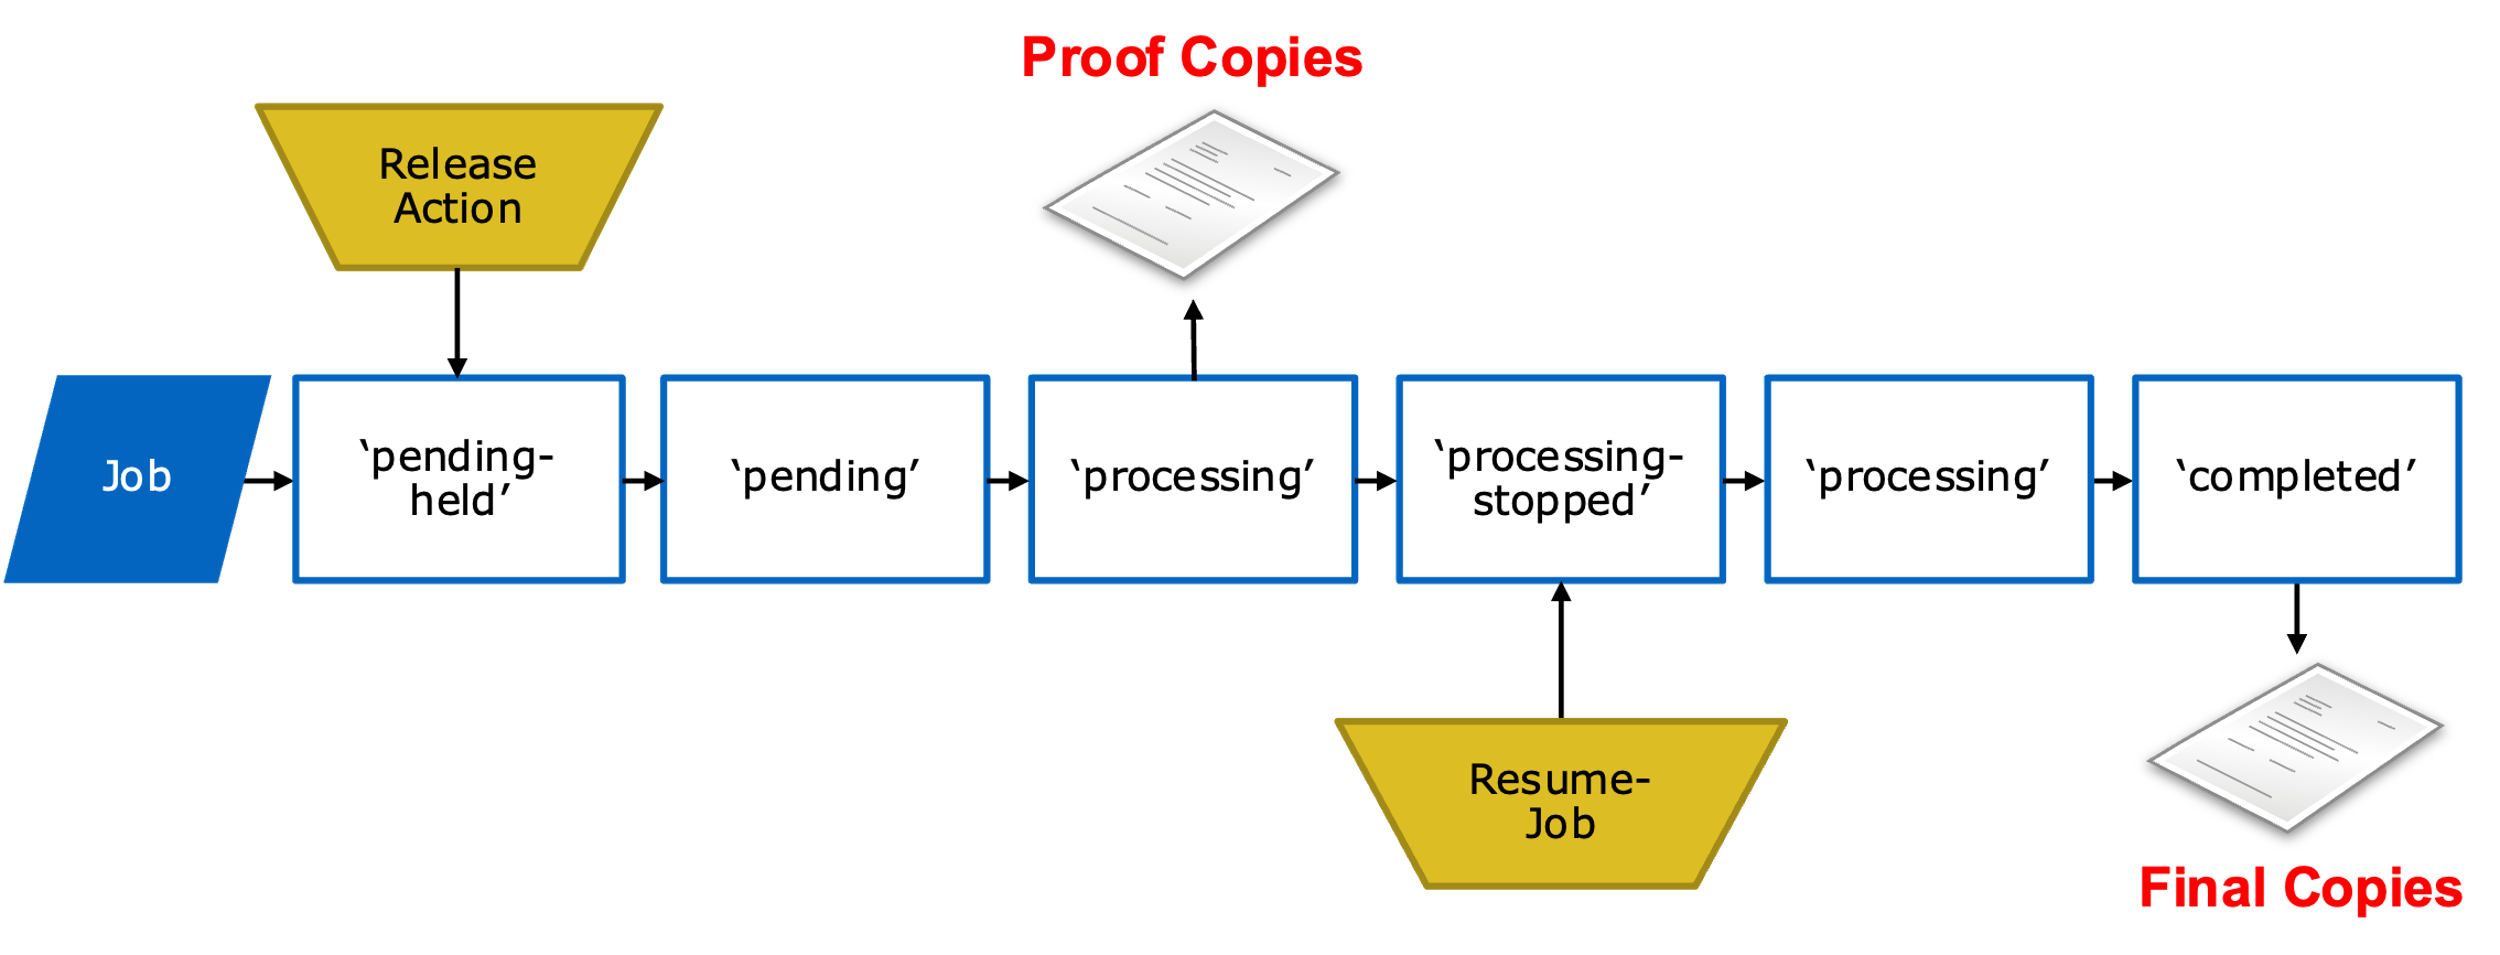 Proof Copies
Release
Action
Job
‘pending-
held’
‘pending’
‘processing’
‘processing-
stopped’
‘processing’
‘completed’
Resume-
Job
Final Copies